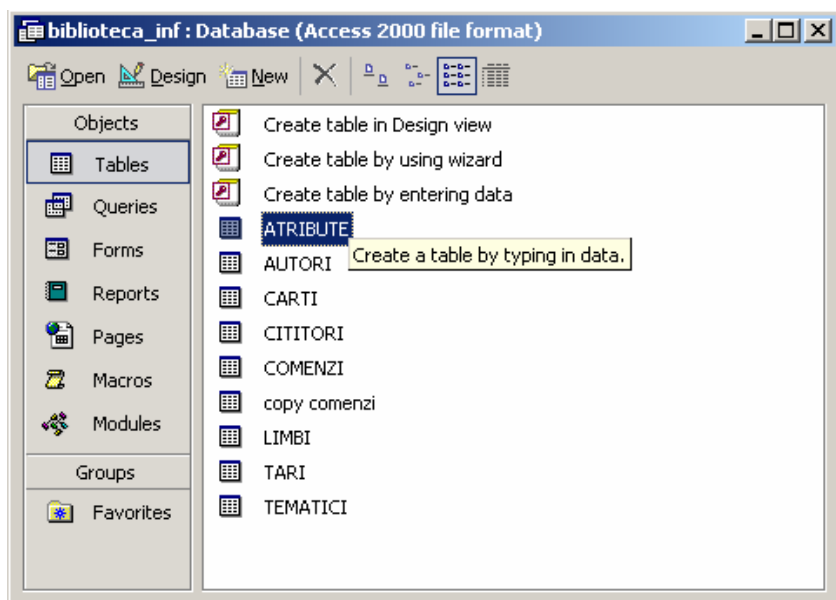 biblioteca_inf : Database (Access 2000 file format)
Open Design New
Objects
Tables
Queries
Forms
Reports
Pages
Macros
Modules
Groups
Favorites
Create table in Design view
Create table by using wizard
Create table by entering data
ATRIBUTE
Create a table by typing in data.
AUTORI
CARTI
CITITORI
COMENZI
copy comenzi
LIMBI
TARI
TEMATICI